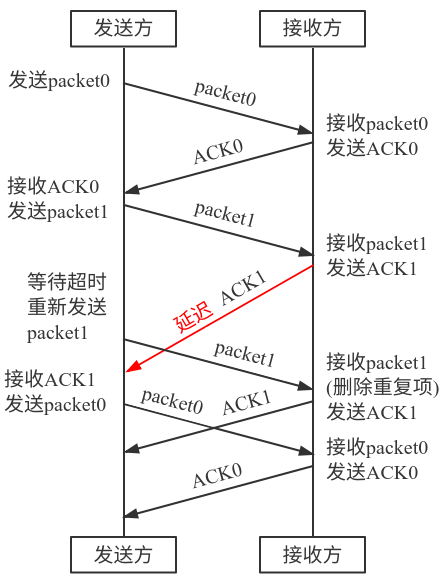 发送方
接收方
发送packet0
packet0
接收packet0
发送ACK0
ACK0
接收ACK0
发送packet1
packet1
接收packet1
发送ACK1
延迟 ACK1
等待超时
重新发送
packet1
packet1
接收packet1
(删除重复项)
发送ACK1
接收ACK1
发送packet0
packet0
ACK1
接收packet0
发送ACK0
ACK0
发送方
接收方